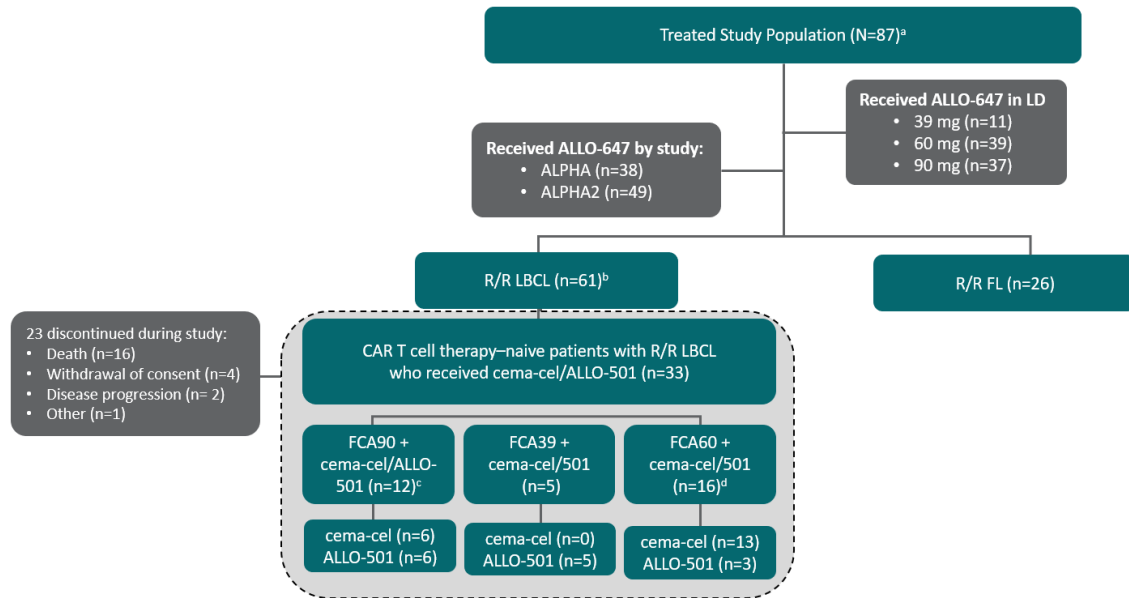 Treated Study Population (N=87)ᵃ
Received ALLO-647 in LD
• 39 mg (n=11)
• 60 mg (n=39)
• 90 mg (n=37)
Received ALLO-647 by study:
• ALPHA (n=38)
• ALPHA2 (n=49)
R/R LBCL (n=61)ᵇ
R/R FL (n=26)
23 discontinued during study:
• Death (n=16)
• Withdrawal of consent (n=4)
• Disease progression (n= 2)
• Other (n=1)
CAR T cell therapy–naive patients with R/R LBCL
who received cema-cel/ALLO-501 (n=33)
FCA90 +
cema-cel/ALLO-
501 (n=12)ᶜ
FCA39 +
cema-cel/501
(n=5)
FCA60 +
cema-cel/501
(n=16)ᵈ
cema-cel (n=6)
ALLO-501 (n=6)
cema-cel (n=0)
ALLO-501 (n=5)
cema-cel (n=13)
ALLO-501 (n=3)